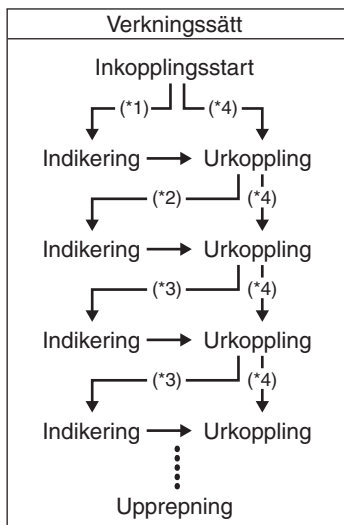 Verkningssätt
Inkopplingsstart
(*1) (*4)
Indikering Urkoppling
(*2) (*4)
Indikering Urkoppling
(*3) (*4)
Indikering Urkoppling
(*3) (*4)
Indikering Urkoppling
Upprepning